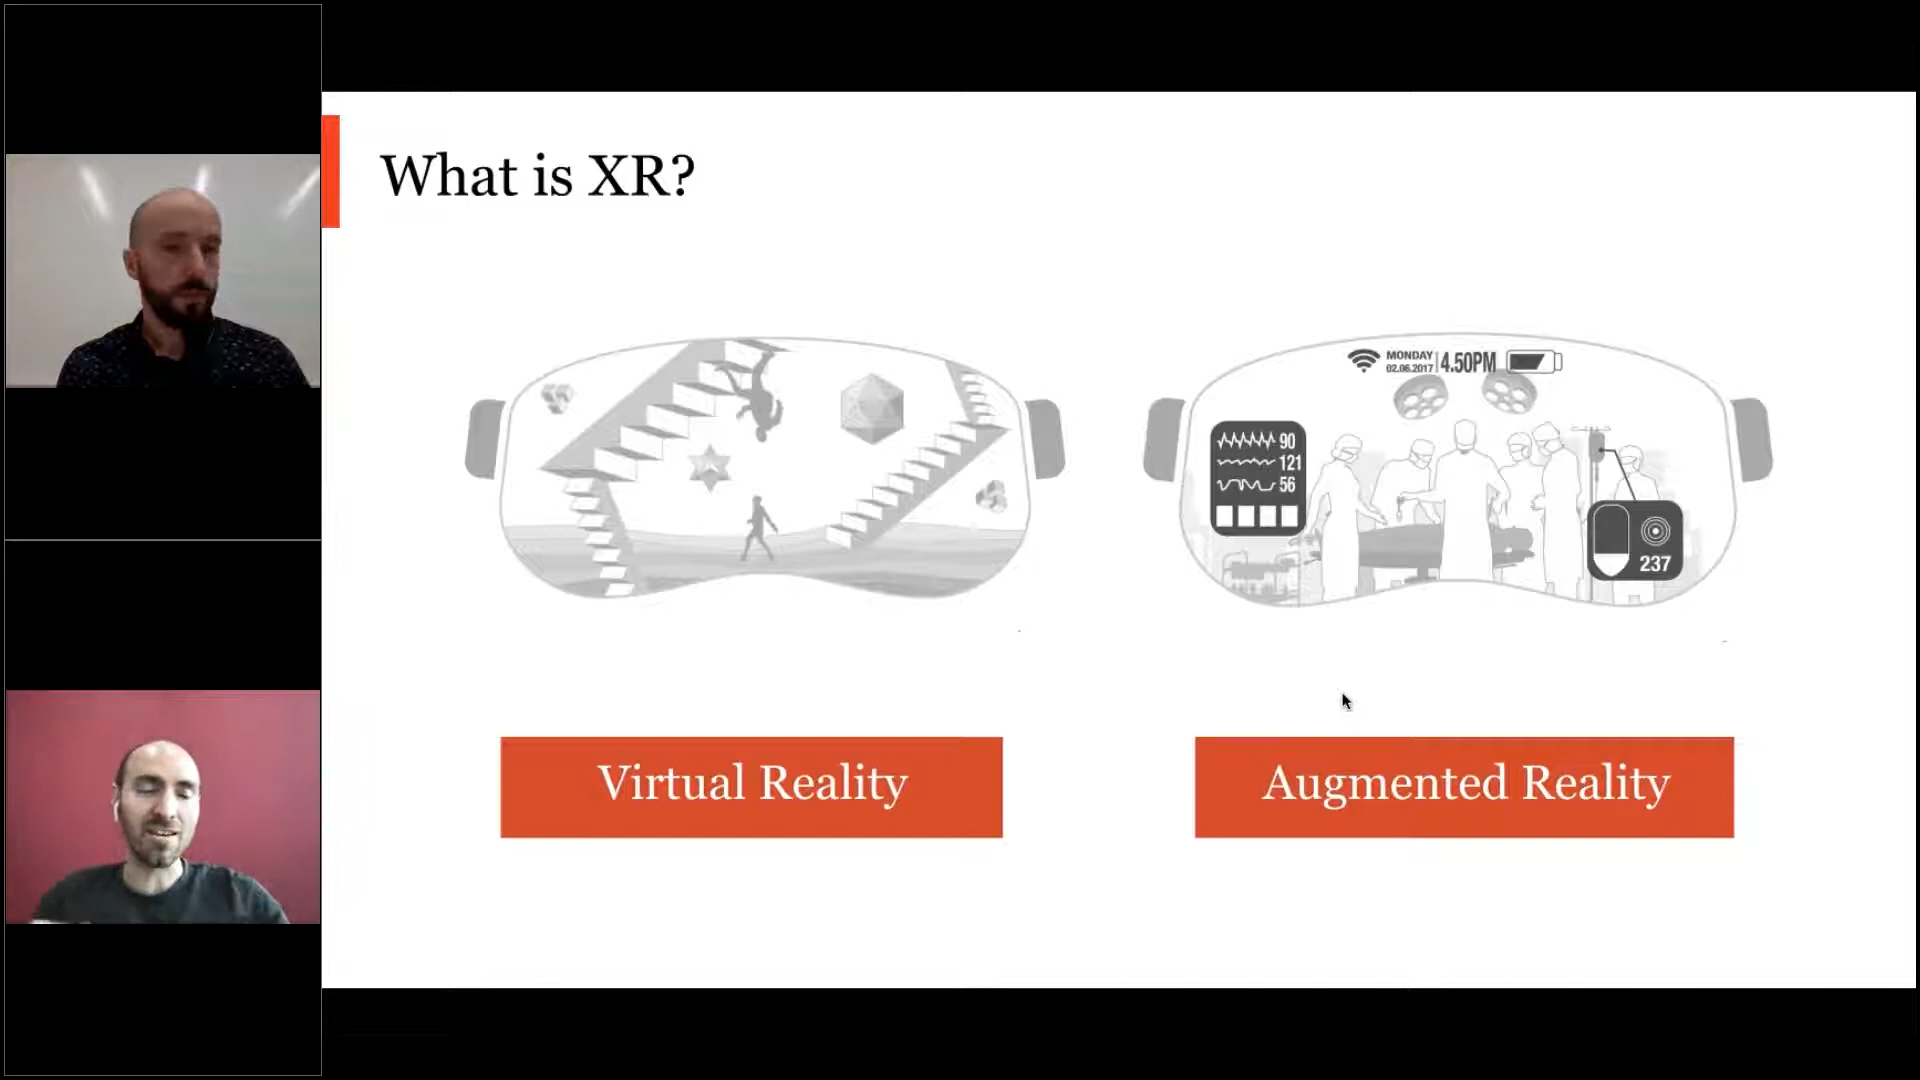 What is XR?
MONDAY
02.06.2017
4.50PM
90
121
56
237
Virtual Reality
Augmented Reality